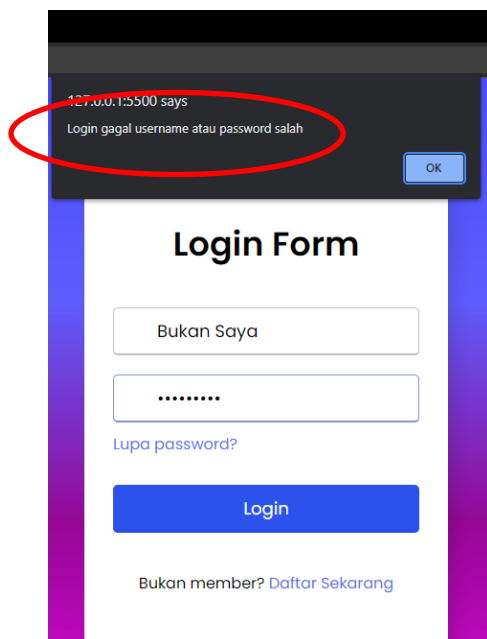 127.0.0.1:5500 says
Login gagal username atau password salah
OK
Login Form
Bukan Saya
•••••••••
Lupa password?
Login
Bukan member? Daftar Sekarang